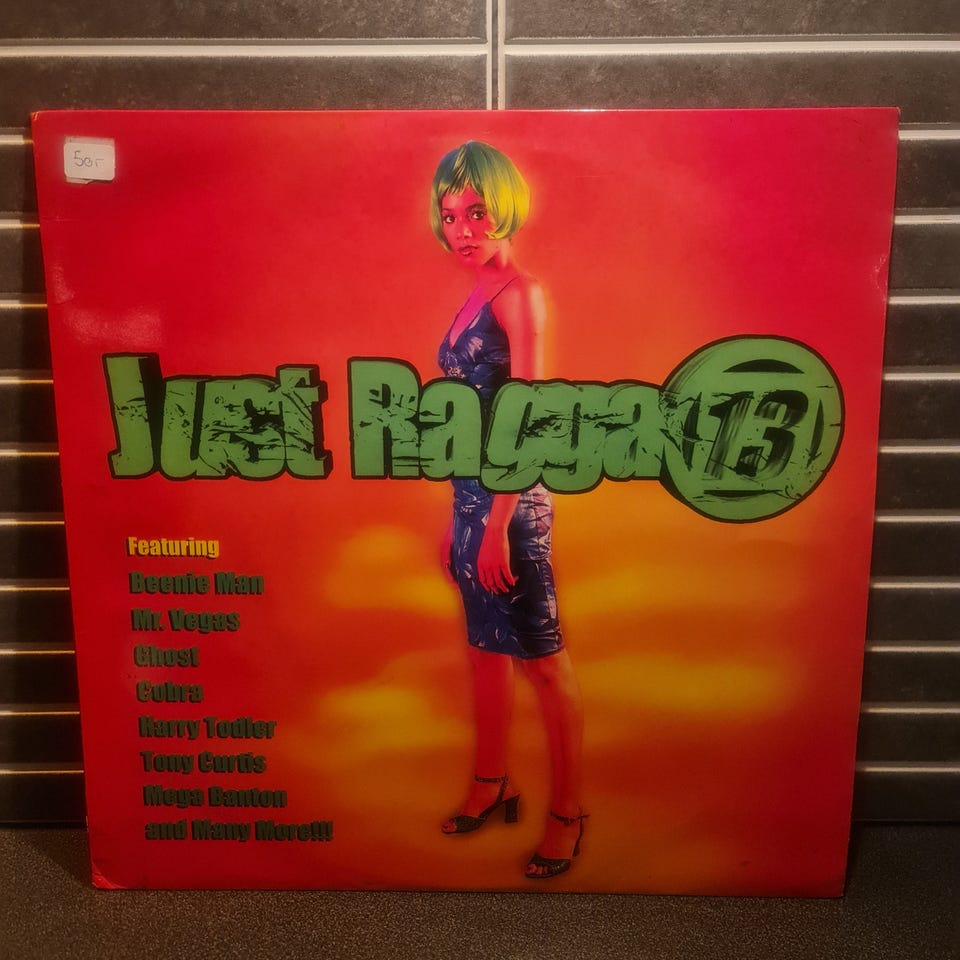 50:-
Just Ragga 13
Featuring
Beenie Man
Mr. Vegas
Ghost
Cobra
Harry Todler
Tony Curtis
Mega Banton
and Many More!!!